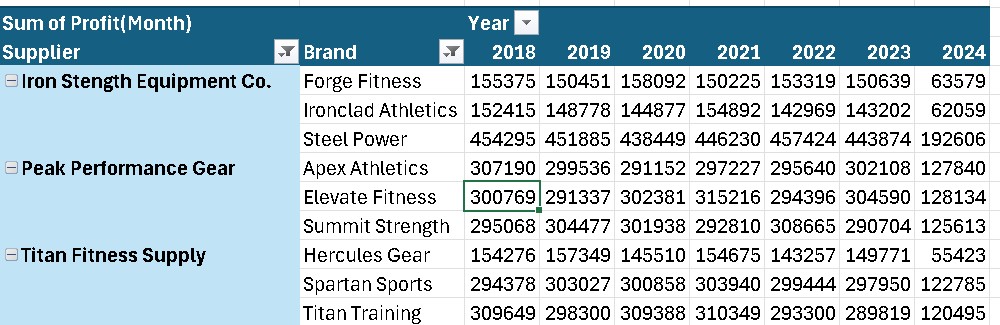 Sum of Profit(Month) Year
Supplier Brand 2018 2019 2020 2021 2022 2023 2024
Iron Stength Equipment Co. Forge Fitness 155375 150451 158092 150225 153319 150639 63579
Ironclad Athletics 152415 148778 144877 154892 142969 143202 62059
Steel Power 454295 451885 438449 446230 457424 443874 192606
Peak Performance Gear Apex Athletics 307190 299536 291152 297227 295640 302108 127840
Elevate Fitness 300769 291337 302381 315216 294396 304590 128134
Summit Strength 295068 304477 301938 292810 308665 290704 125613
Titan Fitness Supply Hercules Gear 154276 157349 145510 154675 143257 149771 55423
Spartan Sports 294378 303027 300858 303940 299444 297950 122785
Titan Training 309649 298300 309388 310349 293300 289819 120495